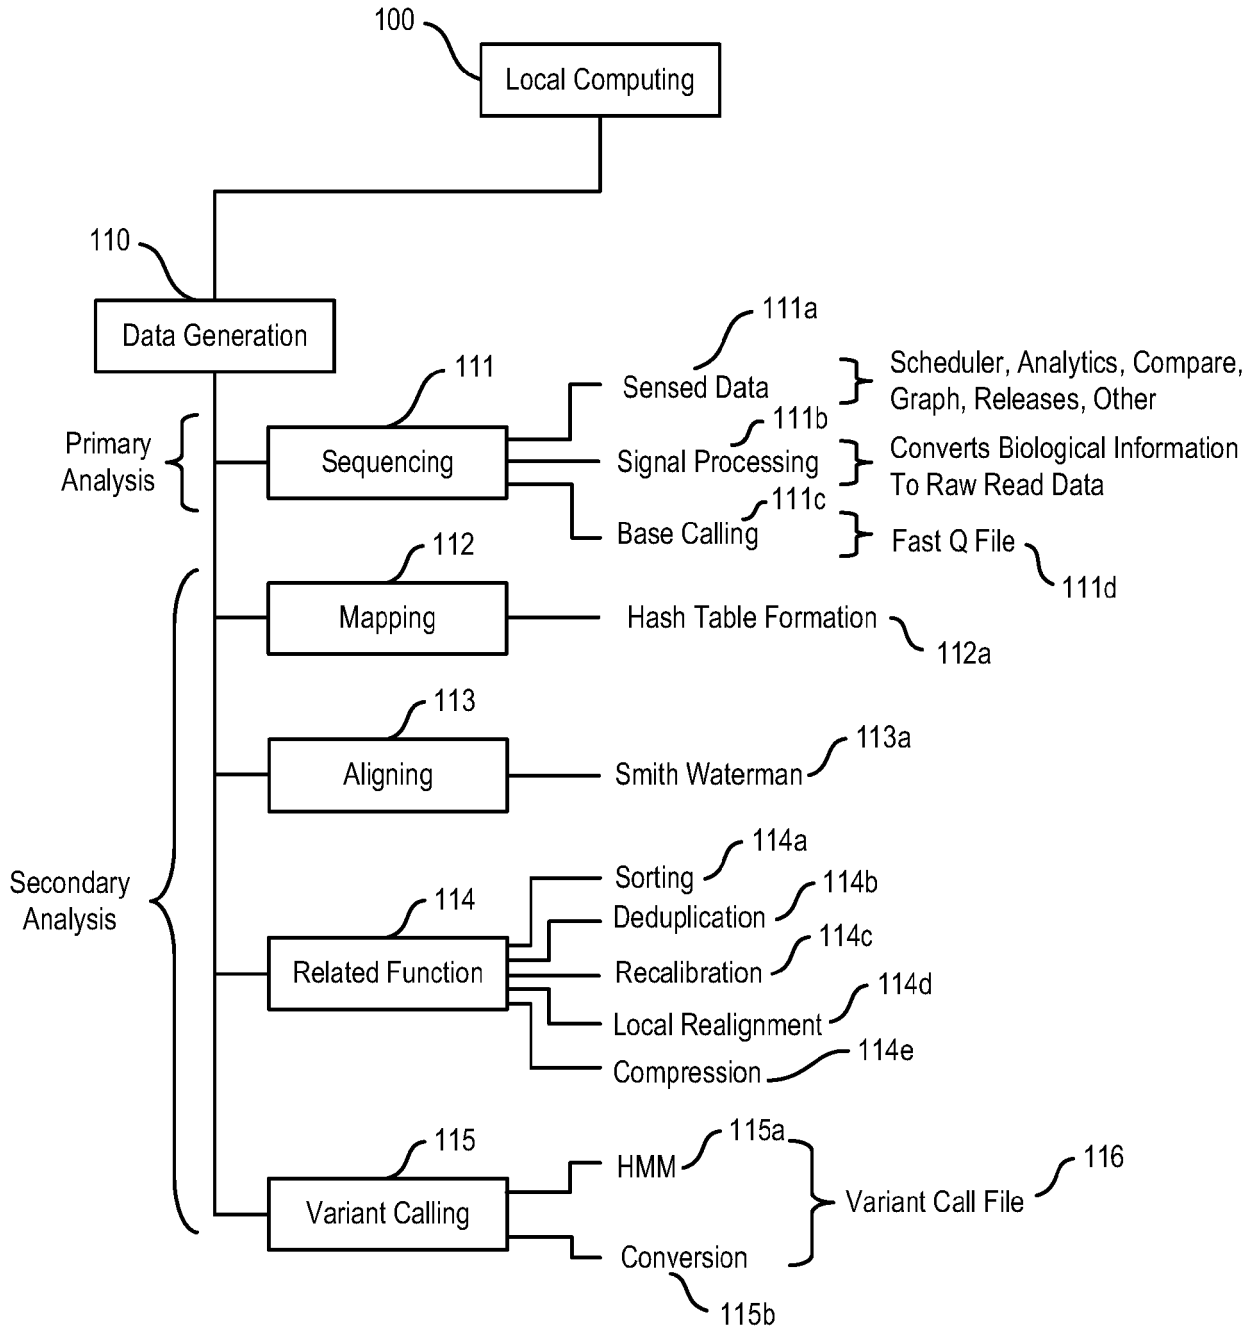 100
Local Computing
110
Data Generation
111a
Scheduler, Analytics, Compare,
Graph, Releases, Other
111
Sensed Data
111b
Primary
Analysis
Sequencing
Signal Processing
Converts Biological Information
To Raw Read Data
111c
Base Calling
Fast Q File
111d
112
Mapping
Hash Table Formation
112a
113
Aligning
Smith Waterman
113a
Secondary
Analysis
114
Related Function
Sorting
114a
Deduplication
114b
Recalibration
114c
Local Realignment
114d
Compression
114e
115
Variant Calling
HMM
115a
Conversion
115b
Variant Call File
116